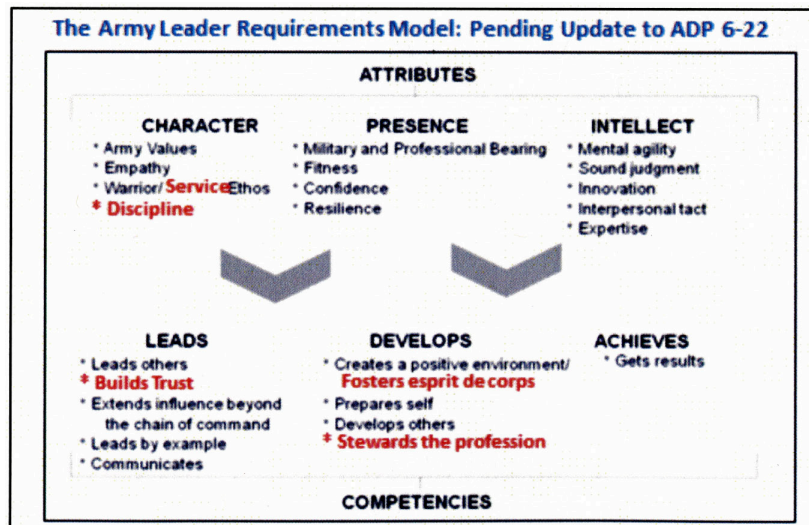 The Army Leader Requirements Model: Pending Update to ADP 6-22
ATTRIBUTES
CHARACTER
* Army Values
* Empathy
* Warrior/ Service Ethos
* Discipline
PRESENCE
* Military and Professional Bearing
* Fitness
* Confidence
* Resilience
INTELLECT
* Mental agility
* Sound judgment
* Innovation
* Interpersonal tact
* Expertise
LEADS
* Leads others
* Builds Trust
* Extends influence beyond
the chain of command
* Leads by example
* Communicates
DEVELOPS
* Creates a positive environment/
Fosters esprit de corps
* Prepares self
* Develops others
* Stewards the profession
ACHIEVES
* Gets results
COMPETENCIES